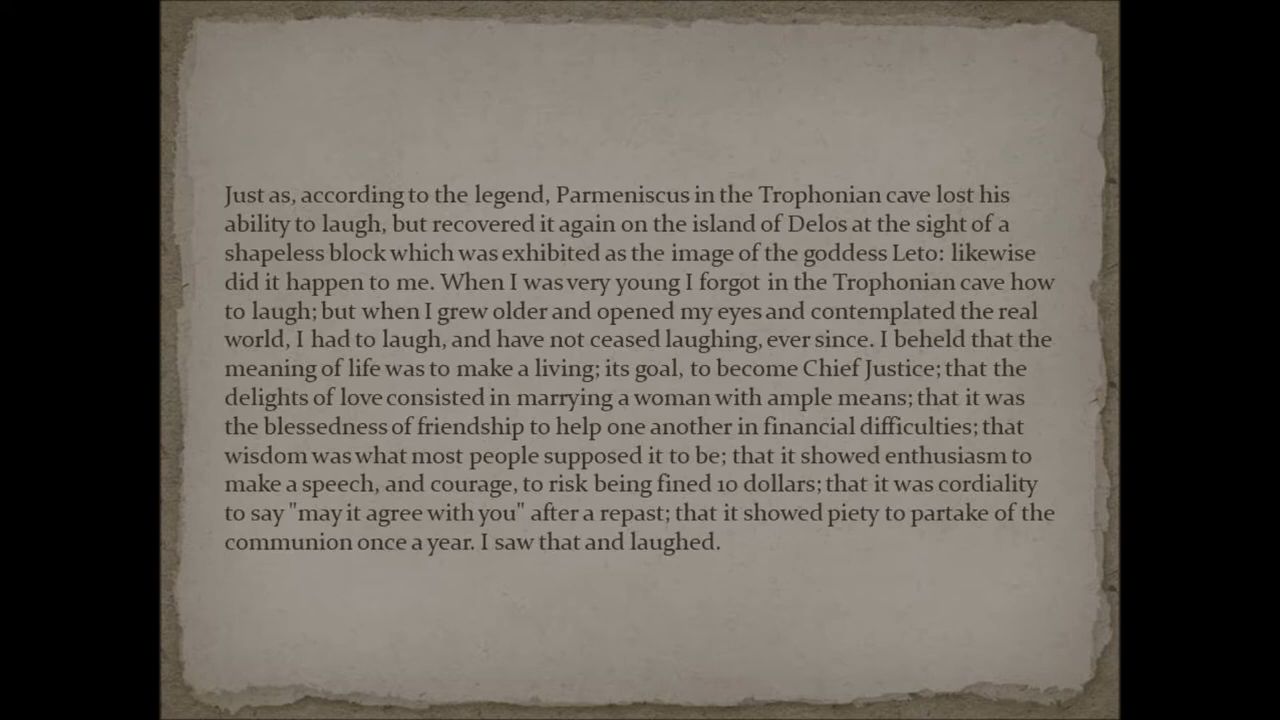 Just as, according to the legend, Parmeniscus in the Trophonian cave lost his
ability to laugh, but recovered it again on the island of Delos at the sight of a
shapeless block which was exhibited as the image of the goddess Leto: likewise
did it happen to me. When I was very young I forgot in the Trophonian cave how
to laugh; but when I grew older and opened my eyes and contemplated the real
world, I had to laugh, and have not ceased laughing, ever since. I beheld that the
meaning of life was to make a living; its goal, to become Chief Justice; that the
delights of love consisted in marrying a woman with ample means; that it was
the blessedness of friendship to help one another in financial difficulties; that
wisdom was what most people supposed it to be; that it showed enthusiasm to
make a speech, and courage, to risk being fined 10 dollars; that it was cordiality
to say "may it agree with you" after a repast; that it showed piety to partake of the
communion once a year. I saw that and laughed.